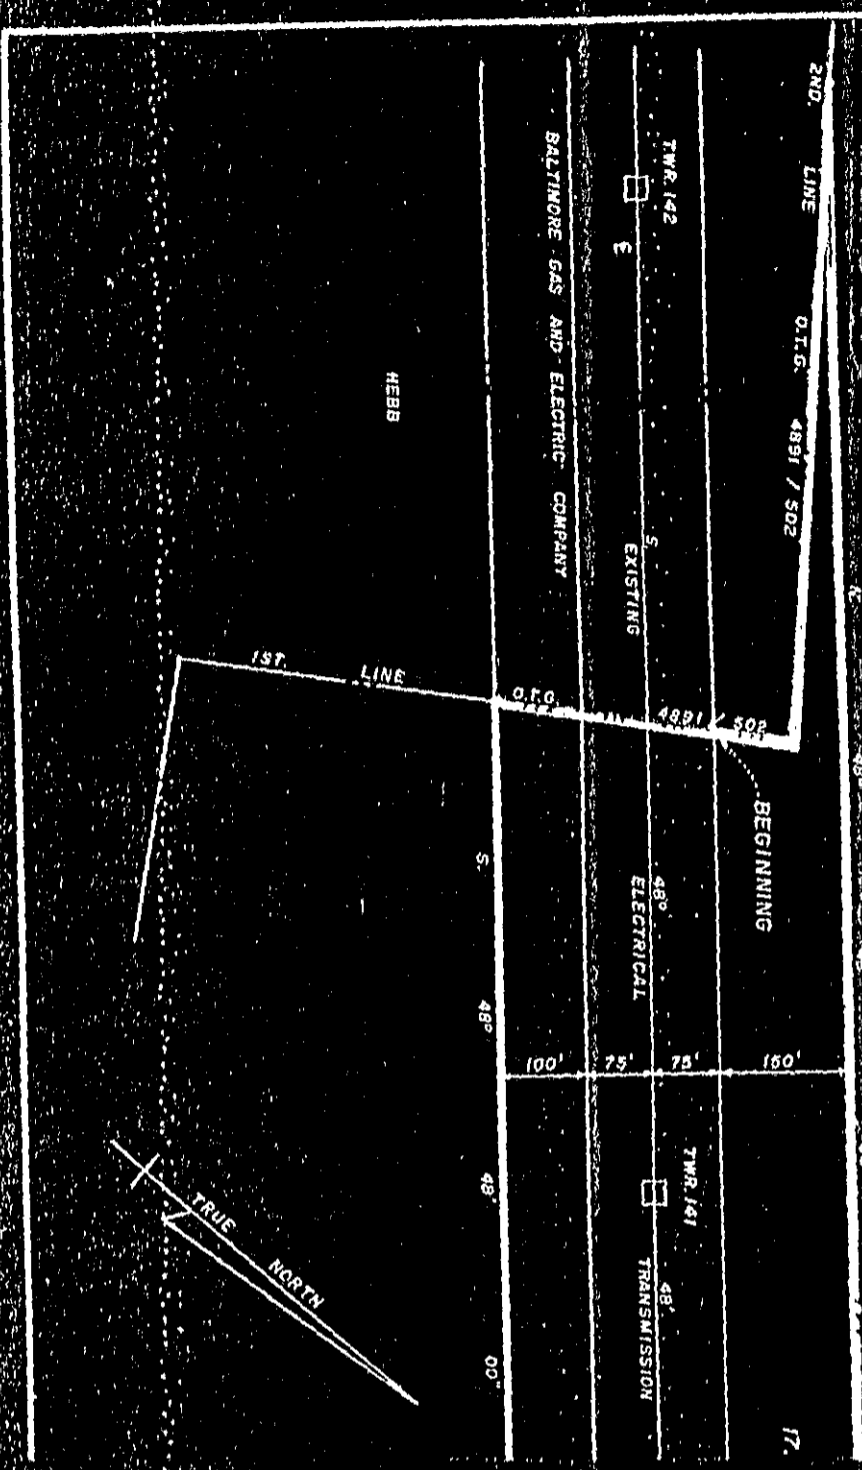 2ND. LINE O.T.G. 4891 / 502
17.
TWR. 142
TWR. 141
BEGINNING
S. 48° 48'
EXISTING ELECTRICAL TRANSMISSION
150'
75'
75'
100'
BALTIMORE GAS AND ELECTRIC COMPANY
1ST. LINE O.T.G. 4891 / 502
S. 48° 48' 00"
HEBB
TRUE NORTH